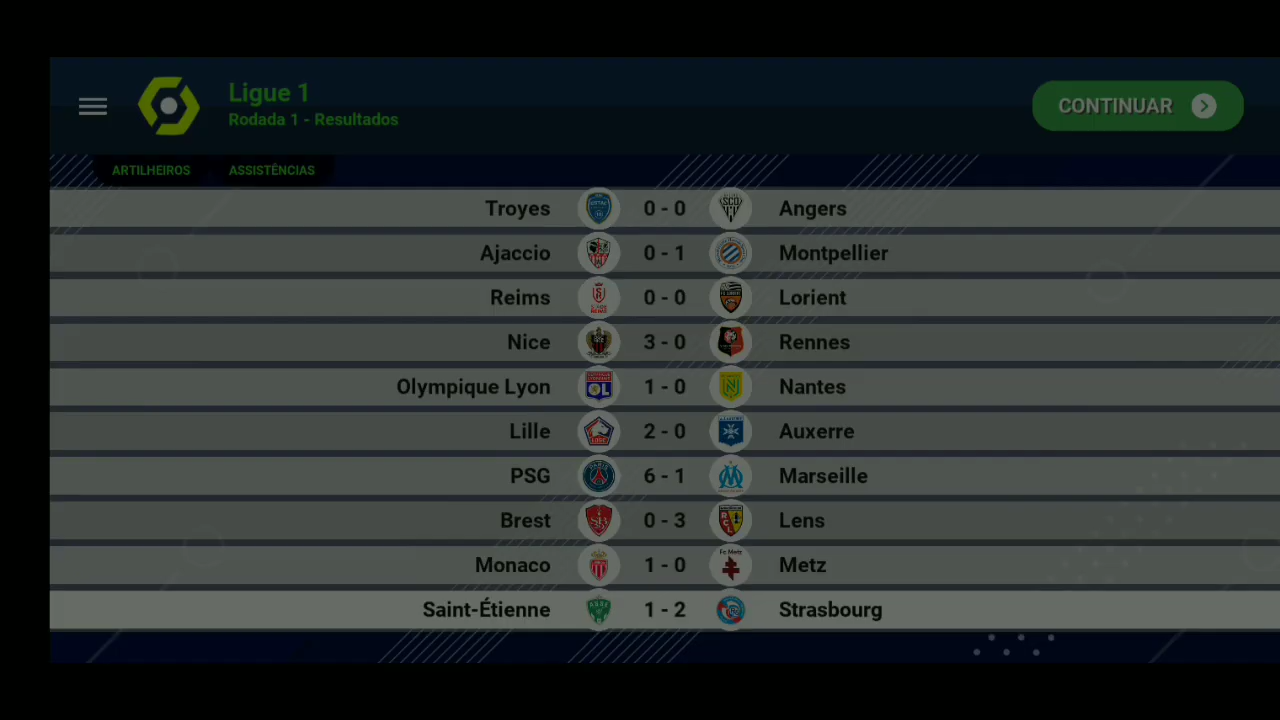 Ligue 1
Rodada 1 - Resultados
CONTINUAR
ARTILHEIROS ASSISTÊNCIAS
Troyes 0 - 0 Angers
Ajaccio 0 - 1 Montpellier
Reims 0 - 0 Lorient
Nice 3 - 0 Rennes
Olympique Lyon 1 - 0 Nantes
Lille 2 - 0 Auxerre
PSG 6 - 1 Marseille
Brest 0 - 3 Lens
Monaco 1 - 0 Metz
Saint-Étienne 1 - 2 Strasbourg